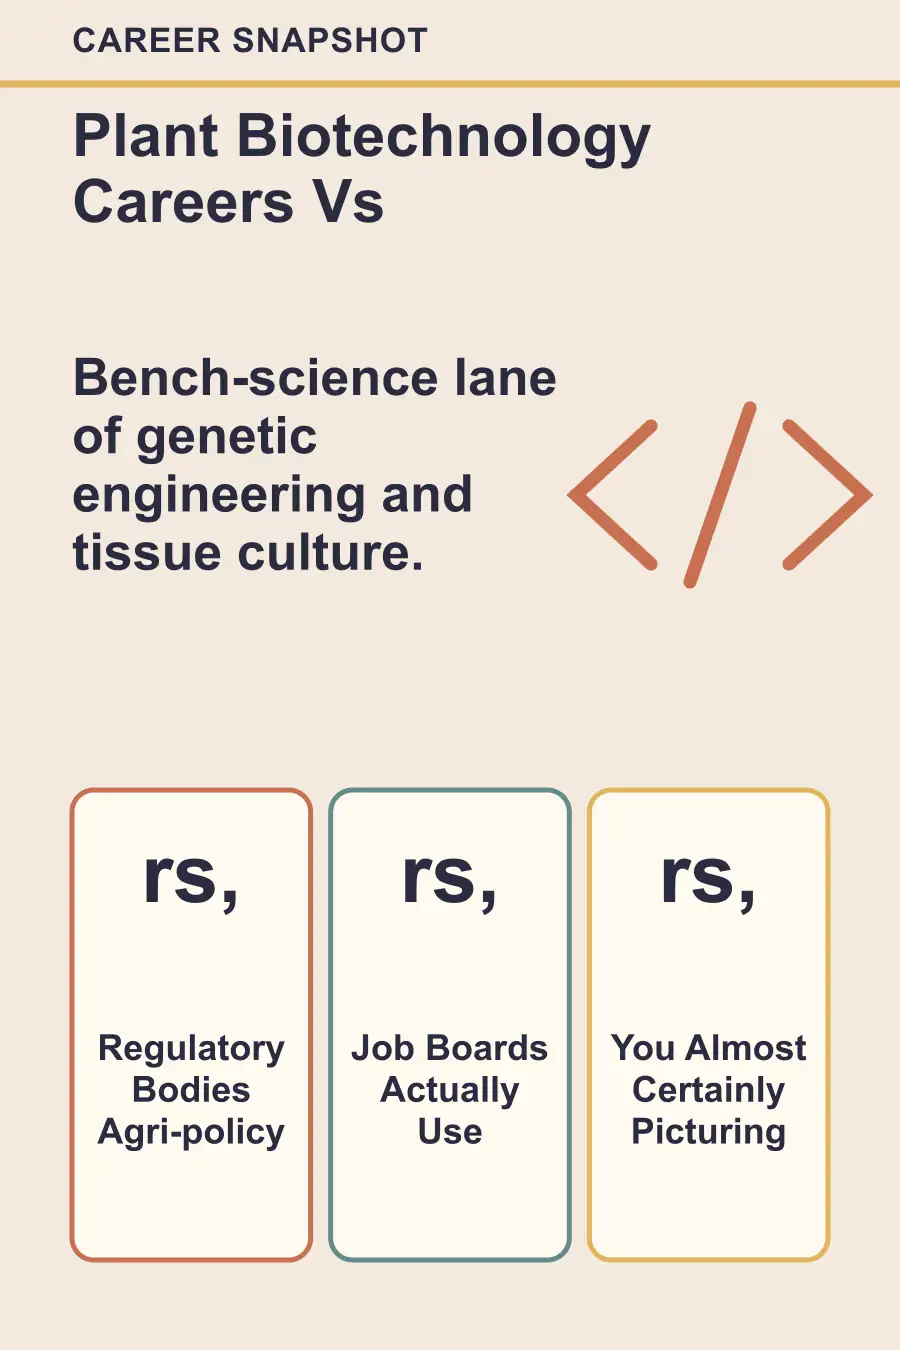 CAREER SNAPSHOT
Plant Biotechnology
Careers Vs
Bench-science lane
of genetic
engineering and
tissue culture.
rs,
Regulatory
Bodies
Agri-policy
rs,
Job Boards
Actually
Use
rs,
You Almost
Certainly
Picturing